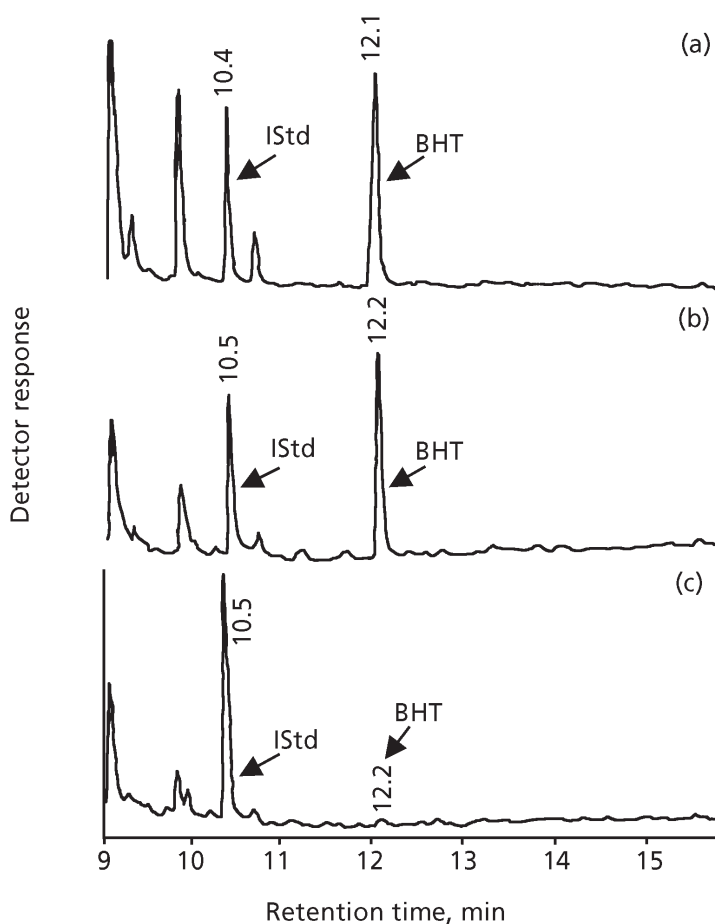 (a)
10.4
IStd
12.1
BHT
(b)
10.5
IStd
12.2
BHT
(c)
10.5
IStd
BHT
12.2
Detector response
9 10 11 12 13 14 15
Retention time, min